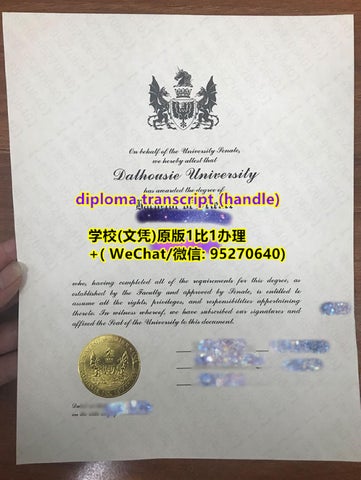 On behalf of the University Senate,
we hereby attest that
Dalhousie University
has awarded the degree of
diploma transcript (handle)
学校(文凭)原版1比1办理
+( WeChat/微信: 95270640)
who, having completed all of the requirements for this degree, as
established by the Faculty and approved by Senate, is entitled to
assume all the rights, privileges, and responsibilities appertaining
thereto. In witness whereof, we have subscribed our signatures and
affixed the Seal of the University to this document.